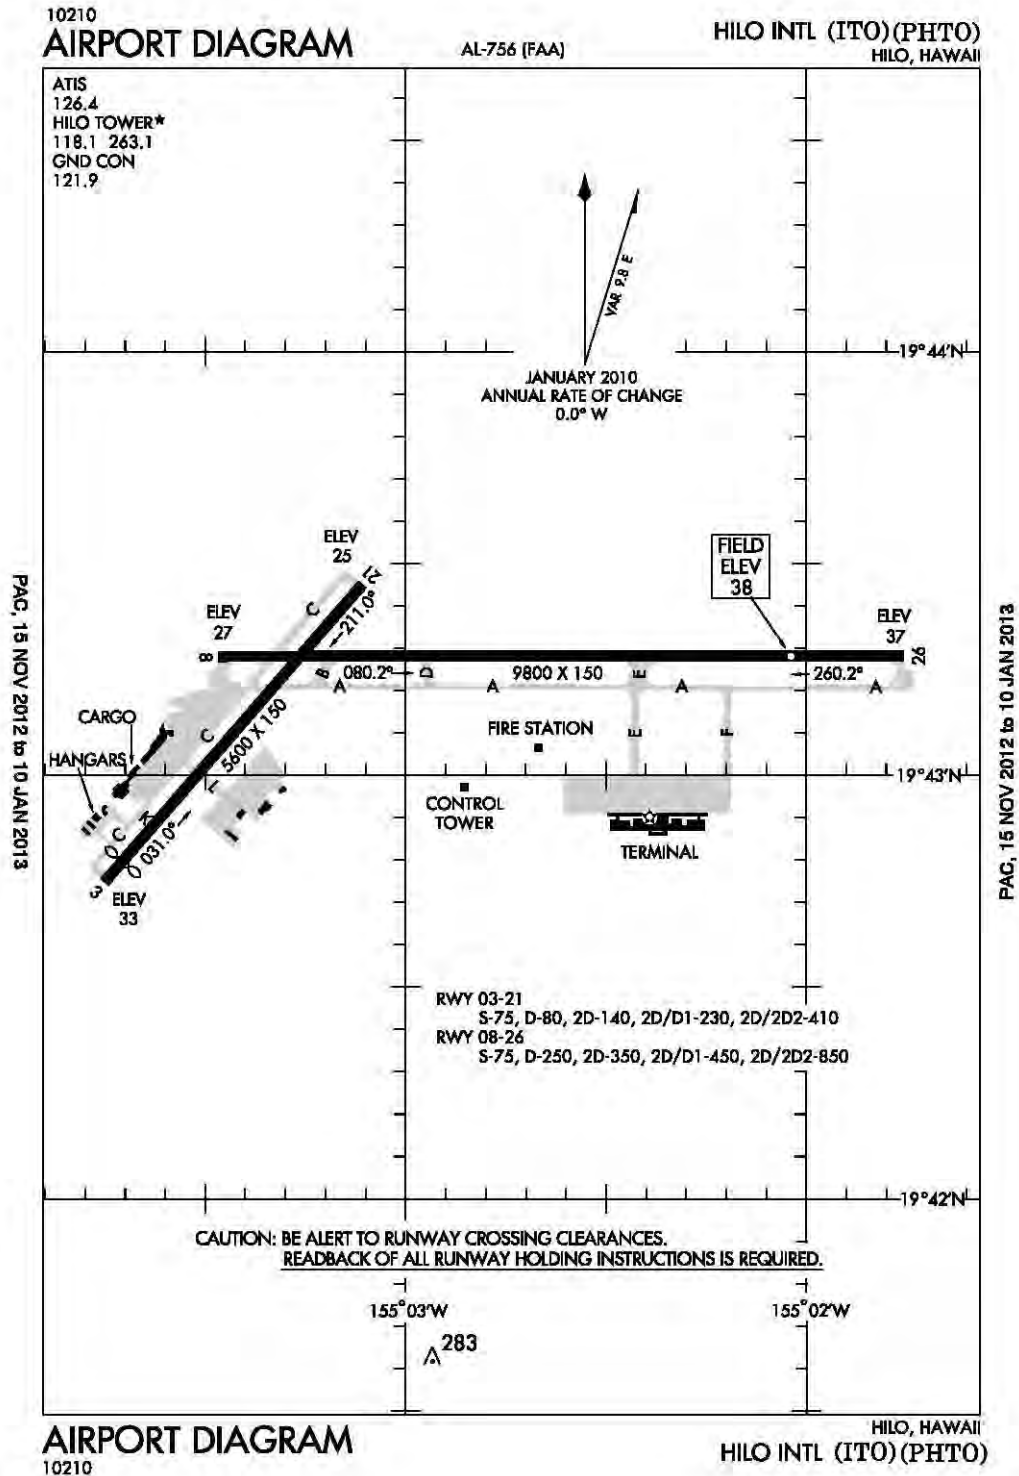 10210
AIRPORT DIAGRAM
AL-756 (FAA)
HILO INTL (ITO)(PHTO)
HILO, HAWAII
ATIS
126.4
HILO TOWER★
118.1 263.1
GND CON
121.9
VAR 9.8 E
19°44'N
JANUARY 2010
ANNUAL RATE OF CHANGE
0.0° W
ELEV
25
21
C
211.0°
FIELD
ELEV
38
ELEV
27
8
ELEV
37
26
B
080.2°
D
9800 X 150
E
260.2°
A
A
A
A
CARGO
C
5600 X 150
FIRE STATION
E
F
HANGARS
19°43'N
L
CONTROL
TOWER
K
C
031.0°
TERMINAL
3
ELEV
33
RWY 03-21
S-75, D-80, 2D-140, 2D/D1-230, 2D/2D2-410
RWY 08-26
S-75, D-250, 2D-350, 2D/D1-450, 2D/2D2-850
19°42'N
CAUTION: BE ALERT TO RUNWAY CROSSING CLEARANCES.
READBACK OF ALL RUNWAY HOLDING INSTRUCTIONS IS REQUIRED.
155°03'W
155°02'W
283
PAC, 15 NOV 2012 to 10 JAN 2013
PAC, 15 NOV 2012 to 10 JAN 2013
AIRPORT DIAGRAM
10210
HILO, HAWAII
HILO INTL (ITO)(PHTO)